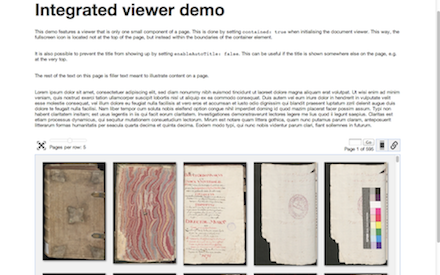 Integrated viewer demo
This demo features a viewer that is only one small component of a page. This is done by setting contained: true when initialising the document viewer. This way, the
fullscreen icon is located not at the top of the page, but instead within the boundaries of the container element.
It is also possible to prevent the title from showing up by setting enableAutoTitle: false. This can be useful if the title is shown somewhere else on the page, e.g.
at the very top.
The rest of the text on this page is filler text meant to illustrate content on a page.
Lorem ipsum dolor sit amet, consectetuer adipiscing elit, sed diam nonummy nibh euismod tincidunt ut laoreet dolore magna aliquam erat volutpat. Ut wisi enim ad minim
veniam, quis nostrud exerci tation ullamcorper suscipit lobortis nisl ut aliquip ex ea commodo consequat. Duis autem vel eum iriure dolor in hendrerit in vulputate velit
esse molestie consequat, vel illum dolore eu feugiat nulla facilisis at vero eros et accumsan et iusto odio dignissim qui blandit praesent luptatum zzril delenit augue duis
dolore te feugait nulla facilisi. Nam liber tempor cum soluta nobis eleifend option congue nihil imperdiet doming id quod mazim placerat facer possim assum. Typi non
habent claritatem insitam; est usus legentis in iis qui facit eorum claritatem. Investigationes demonstraverunt lectores legere me lius quod ii legunt saepius. Claritas est
etiam processus dynamicus, qui sequitur mutationem consuetudium lectorum. Mirum est notare quam littera gothica, quam nunc putamus parum claram, anteposuerit
litterarum formas humanitatis per seacula quarta decima et quinta decima. Eodem modo typi, qui nunc nobis videntur parum clari, fiant sollemnes in futurum.
Pages per row: 5
Go
Page 1 of 595